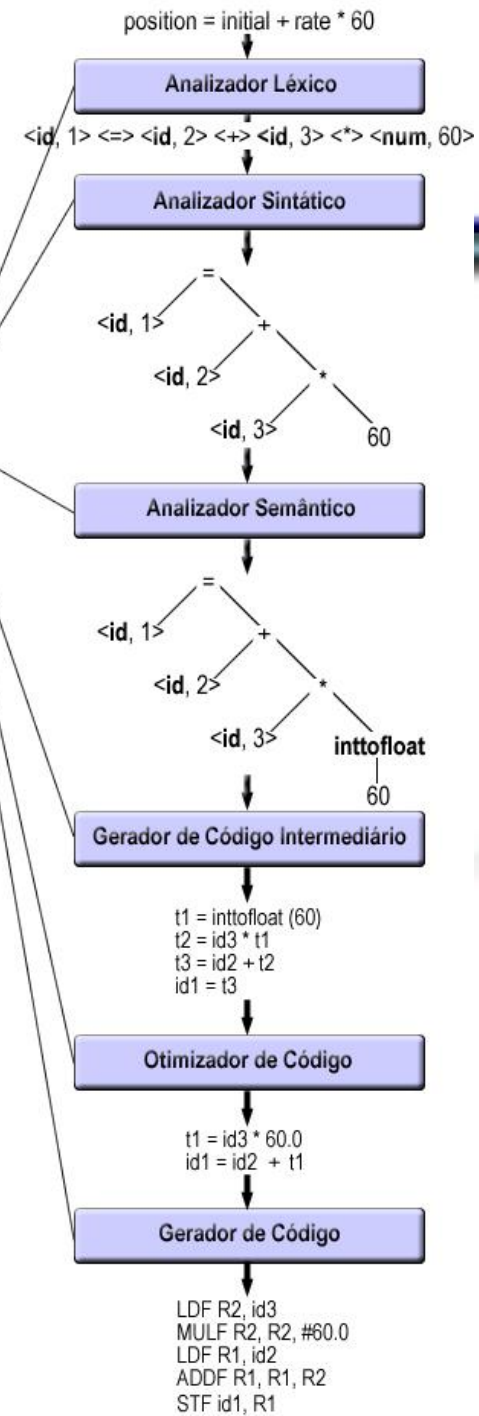 position = initial + rate * 60
Analizador Léxico
<id, 1> <=> <id, 2> <+> <id, 3> <*> <num, 60>
Analizador Sintático
=
<id, 1> +
<id, 2> *
<id, 3> 60
Analizador Semântico
=
<id, 1> +
<id, 2> *
<id, 3> inttofloat
60
Gerador de Código Intermediário
t1 = inttofloat (60)
t2 = id3 * t1
t3 = id2 + t2
id1 = t3
Otimizador de Código
t1 = id3 * 60.0
id1 = id2 + t1
Gerador de Código
LDF R2, id3
MULF R2, R2, #60.0
LDF R1, id2
ADDF R1, R1, R2
STF id1, R1